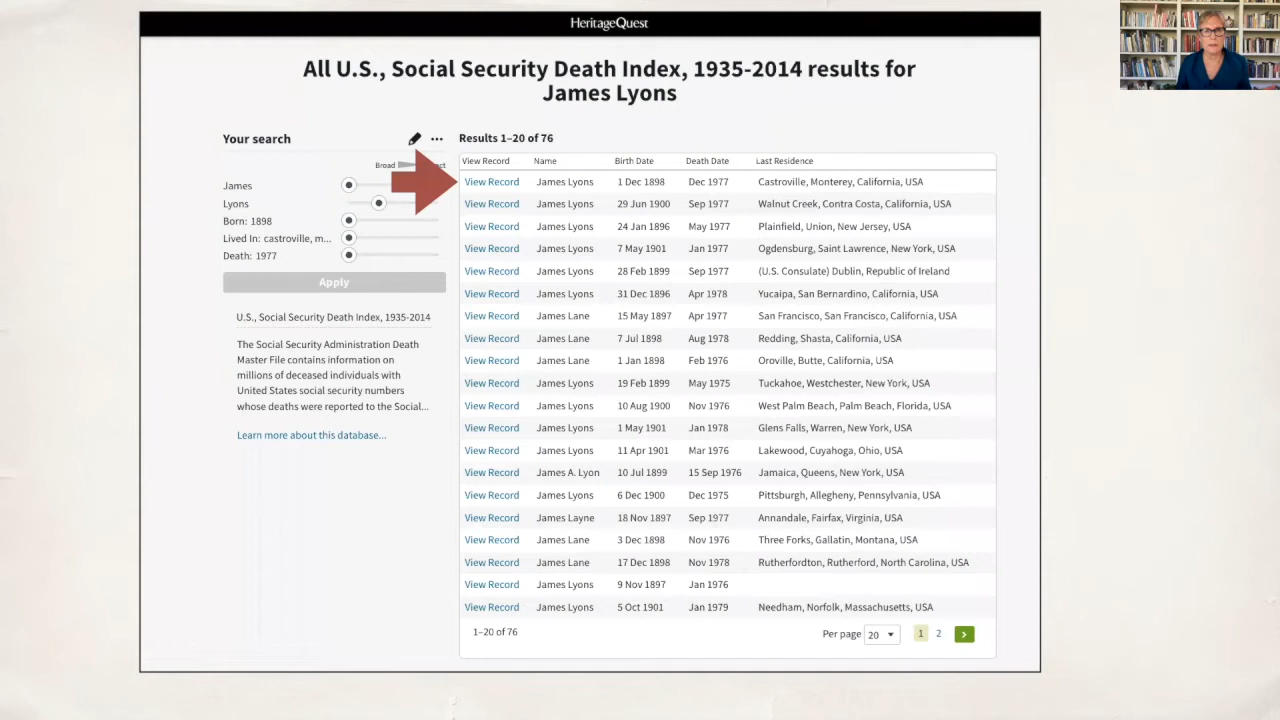 HeritageQuest
All U.S., Social Security Death Index, 1935-2014 results for
James Lyons
Your search
Broad
James
Lyons
Born: 1898
Lived In: castroville, m...
Death: 1977
Apply
U.S., Social Security Death Index, 1935-2014
The Social Security Administration Death
Master File contains information on
millions of deceased individuals with
United States social security numbers
whose deaths were reported to the Social...
Learn more about this database...
Results 1–20 of 76
View Record Name Birth Date Death Date Last Residence
View Record James Lyons 1 Dec 1898 Dec 1977 Castroville, Monterey, California, USA
View Record James Lyons 29 Jun 1900 Sep 1977 Walnut Creek, Contra Costa, California, USA
View Record James Lyons 24 Jan 1896 May 1977 Plainfield, Union, New Jersey, USA
View Record James Lyons 7 May 1901 Jan 1977 Ogdensburg, Saint Lawrence, New York, USA
View Record James Lyons 28 Feb 1899 Sep 1977 (U.S. Consulate) Dublin, Republic of Ireland
View Record James Lyons 31 Dec 1896 Apr 1978 Yucaipa, San Bernardino, California, USA
View Record James Lane 15 May 1897 Apr 1977 San Francisco, San Francisco, California, USA
View Record James Lane 7 Jul 1898 Aug 1978 Redding, Shasta, California, USA
View Record James Lane 1 Jan 1898 Feb 1976 Oroville, Butte, California, USA
View Record James Lyons 19 Feb 1899 May 1975 Tuckahoe, Westchester, New York, USA
View Record James Lyons 10 Aug 1900 Nov 1976 West Palm Beach, Palm Beach, Florida, USA
View Record James Lyons 1 May 1901 Jan 1978 Glens Falls, Warren, New York, USA
View Record James Lyons 11 Apr 1901 Mar 1976 Lakewood, Cuyahoga, Ohio, USA
View Record James A. Lyon 10 Jul 1899 15 Sep 1976 Jamaica, Queens, New York, USA
View Record James Lyons 6 Dec 1900 Dec 1975 Pittsburgh, Allegheny, Pennsylvania, USA
View Record James Layne 18 Nov 1897 Sep 1977 Annandale, Fairfax, Virginia, USA
View Record James Lane 3 Dec 1898 Nov 1976 Three Forks, Gallatin, Montana, USA
View Record James Lane 17 Dec 1898 Nov 1978 Rutherfordton, Rutherford, North Carolina, USA
View Record James Lyons 9 Nov 1897 Jan 1976
View Record James Lyons 5 Oct 1901 Jan 1979 Needham, Norfolk, Massachusetts, USA
1–20 of 76 Per page 20 1 2